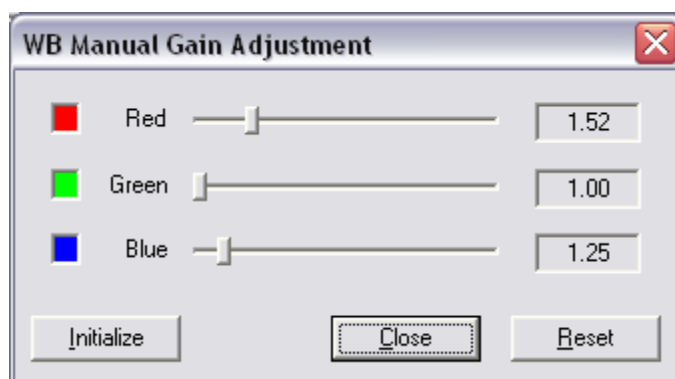 WB Manual Gain Adjustment
Red 1.52
Green 1.00
Blue 1.25
Initialize Close Reset